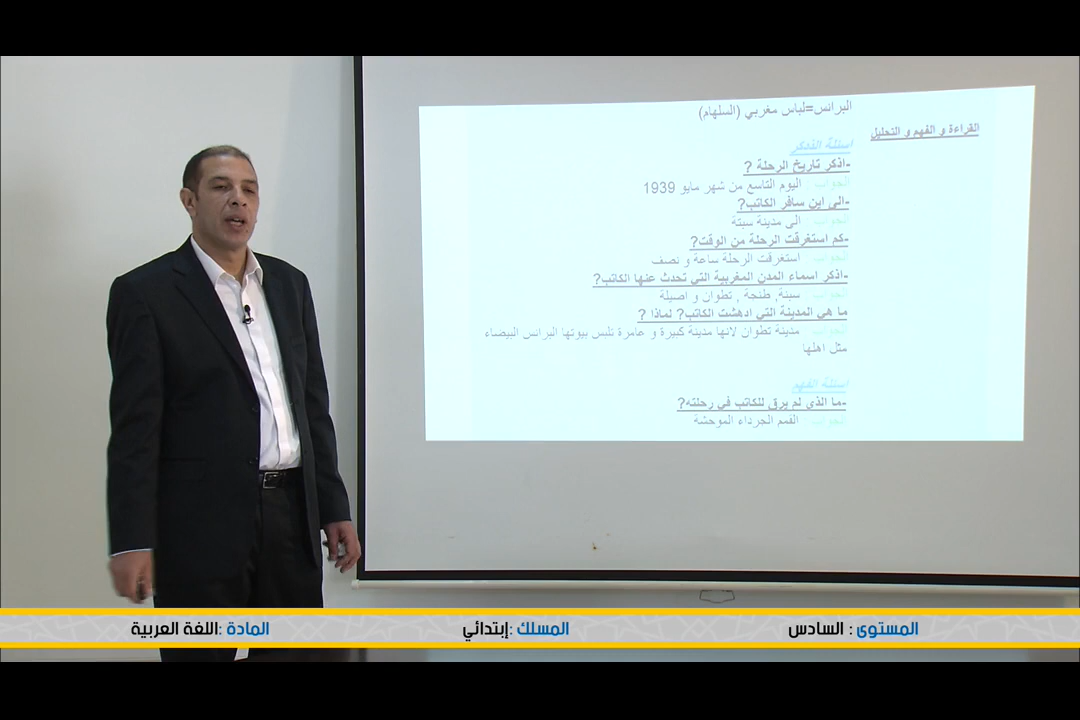 البرانس=لباس مغربي (السلهام)
القراءة و الفهم و التحليل
اسئلة التذكر
-اذكر تاريخ الرحلة ?
الجواب اليوم التاسع من شهر مايو 1939
-الى اين سافر الكاتب?
الجواب الى مدينة سبتة
-كم استغرقت الرحلة من الوقت?
الجواب استغرقت الرحلة ساعة و نصف
-اذكر اسماء المدن المغربية التي تحدث عنها الكاتب?
الجواب سبتة, طنجة , تطوان و اصيلة
ما هي المدينة التي ادهشت الكاتب? لماذا ?
الجواب مدينة تطوان لانها مدينة كبيرة و عامرة تلبس بيوتها البرانس البيضاء
مثل اهلها
اسئلة الفهم
-ما الذي لم يرق للكاتب في رحلته?
الجواب القمم الجرداء الموحشة
المستوى : السادس
المسلك :إبتدائي
المادة :اللغة العربية